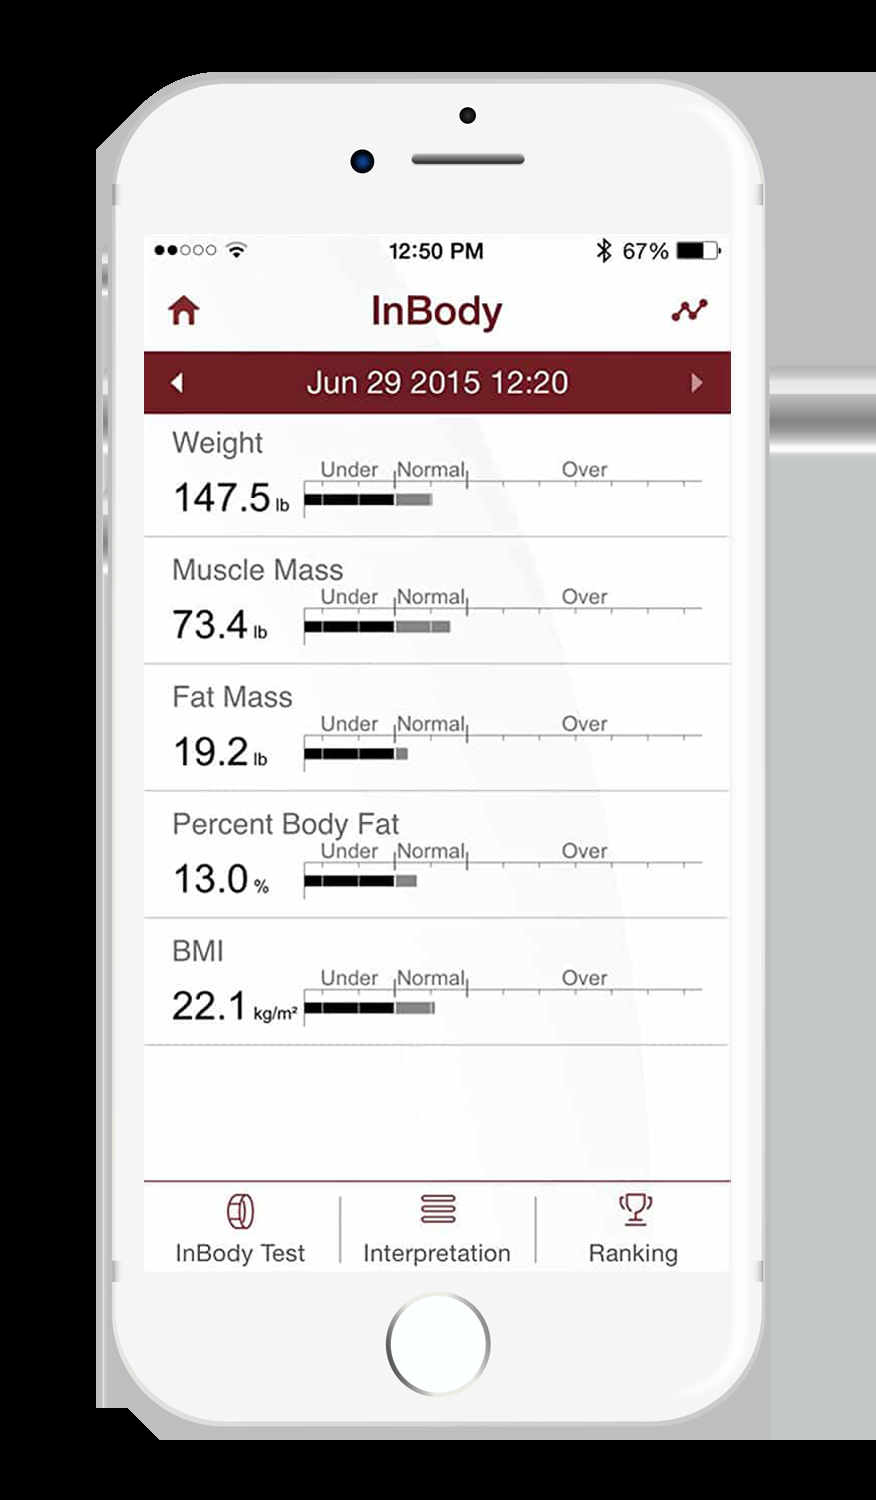 12:50 PM 67%
InBody
Jun 29 2015 12:20
Weight
Under Normal Over
147.5 lb
Muscle Mass
Under Normal Over
73.4 lb
Fat Mass
Under Normal Over
19.2 lb
Percent Body Fat
Under Normal Over
13.0 %
BMI
Under Normal Over
22.1 kg/m²
InBody Test Interpretation Ranking